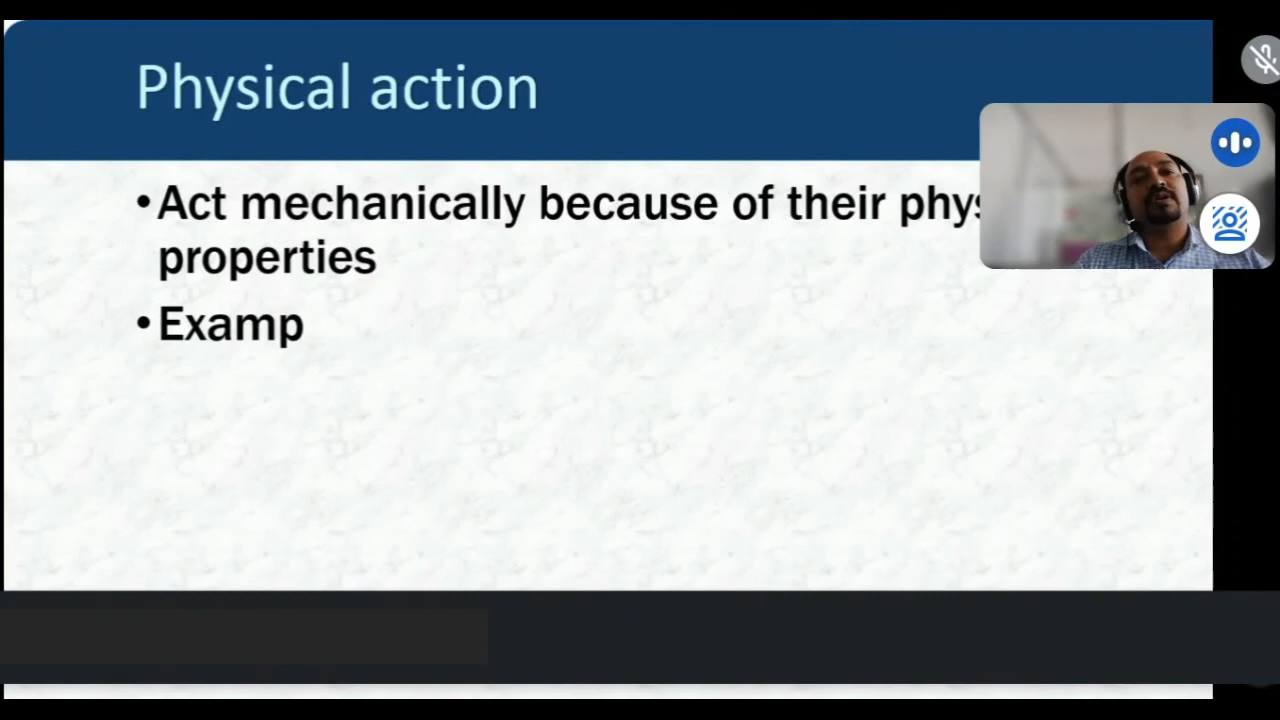 Physical action
• Act mechanically because of their phys
properties
• Examp